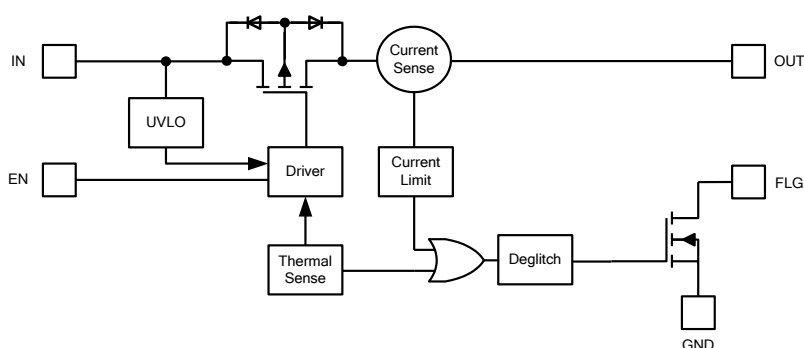 IN
Current
Sense
OUT
UVLO
EN
Driver
Current
Limit
FLG
Thermal
Sense
Deglitch
GND